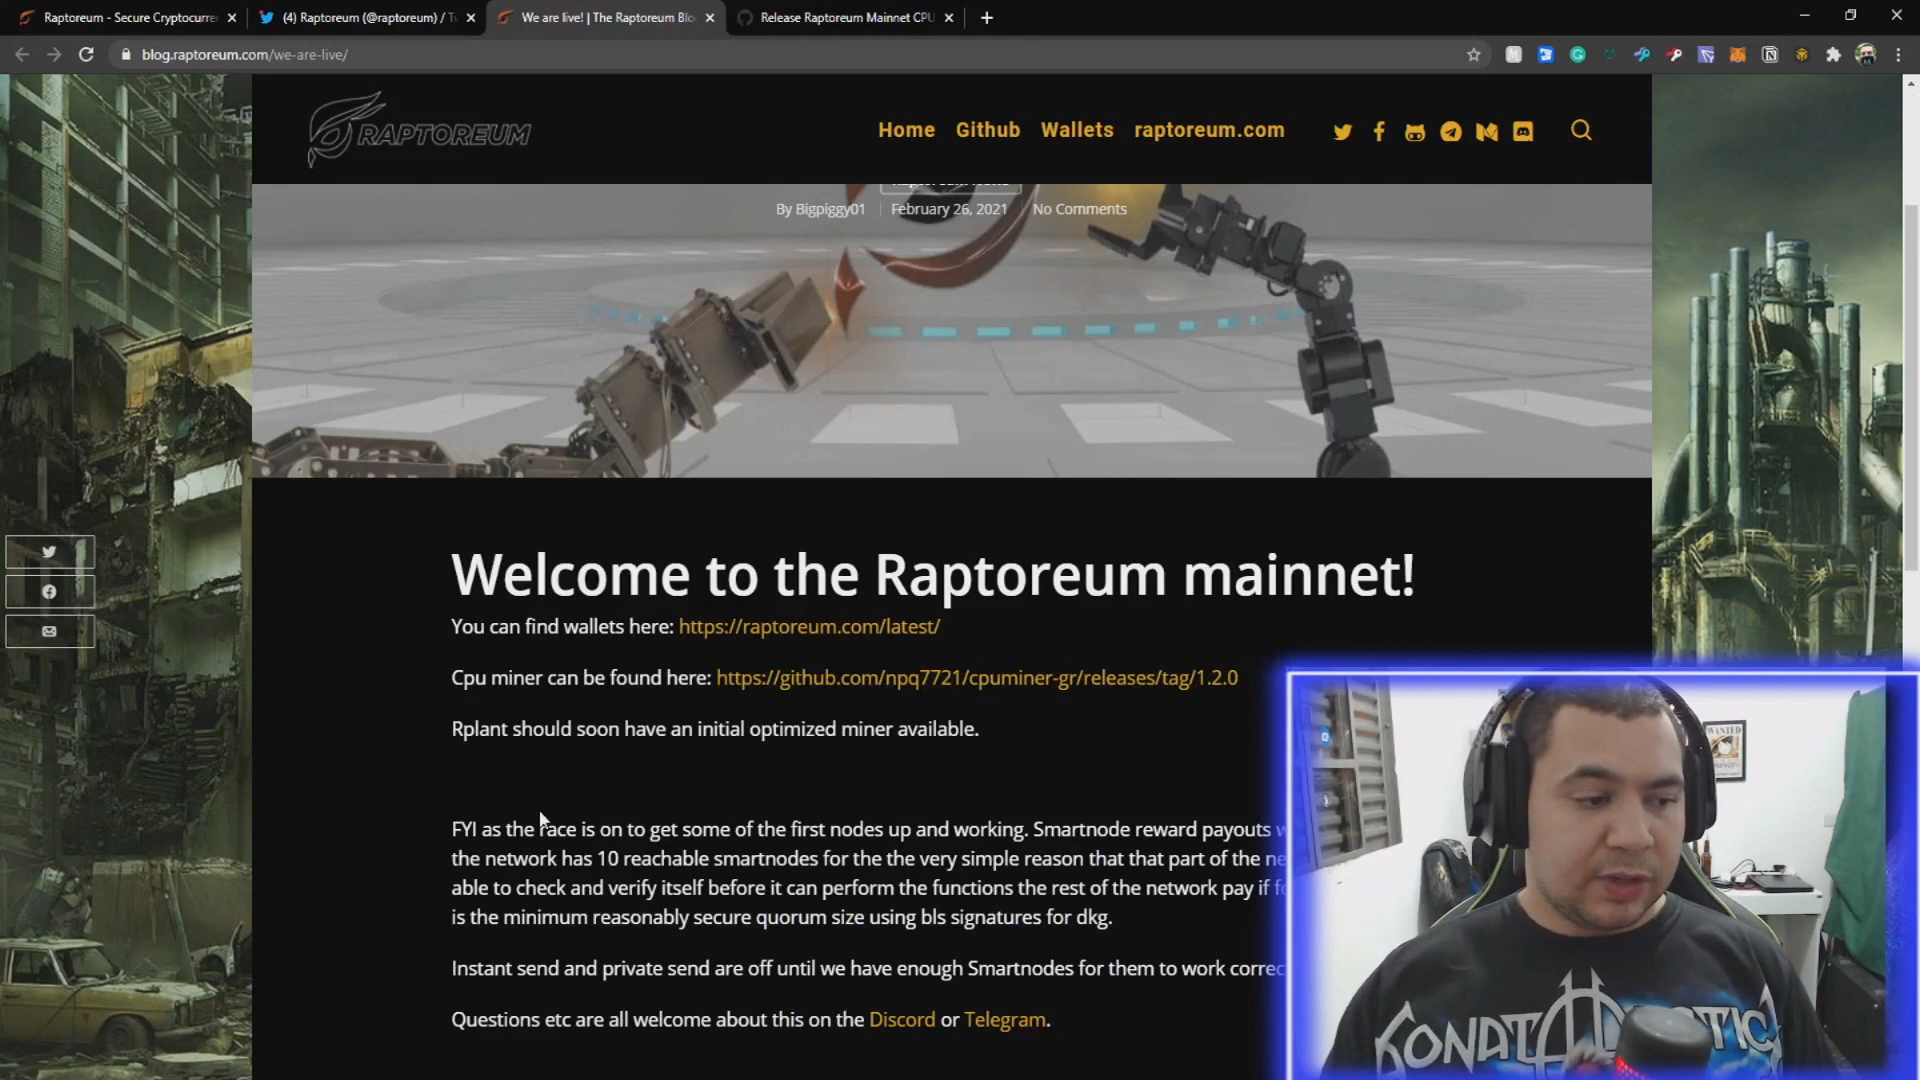 Raptoreum - Secure Cryptocurre
(4) Raptoreum (@raptoreum) / Tw
We are live! | The Raptoreum Blo
Release Raptoreum Mainnet CPU
blog.raptoreum.com/we-are-live/
RAPTOREUM
Home Github Wallets raptoreum.com
By Bigpiggy01 February 26, 2021 No Comments
Welcome to the Raptoreum mainnet!
You can find wallets here: https://raptoreum.com/latest/
Cpu miner can be found here: https://github.com/npq7721/cpuminer-gr/releases/tag/1.2.0
Rplant should soon have an initial optimized miner available.
FYI as the race is on to get some of the first nodes up and working. Smartnode reward payouts
the network has 10 reachable smartnodes for the the very simple reason that that part of the
able to check and verify itself before it can perform the functions the rest of the network pay if
is the minimum reasonably secure quorum size using bls signatures for dkg.
Instant send and private send are off until we have enough Smartnodes for them to work correc
Questions etc are all welcome about this on the Discord or Telegram.
WANTED